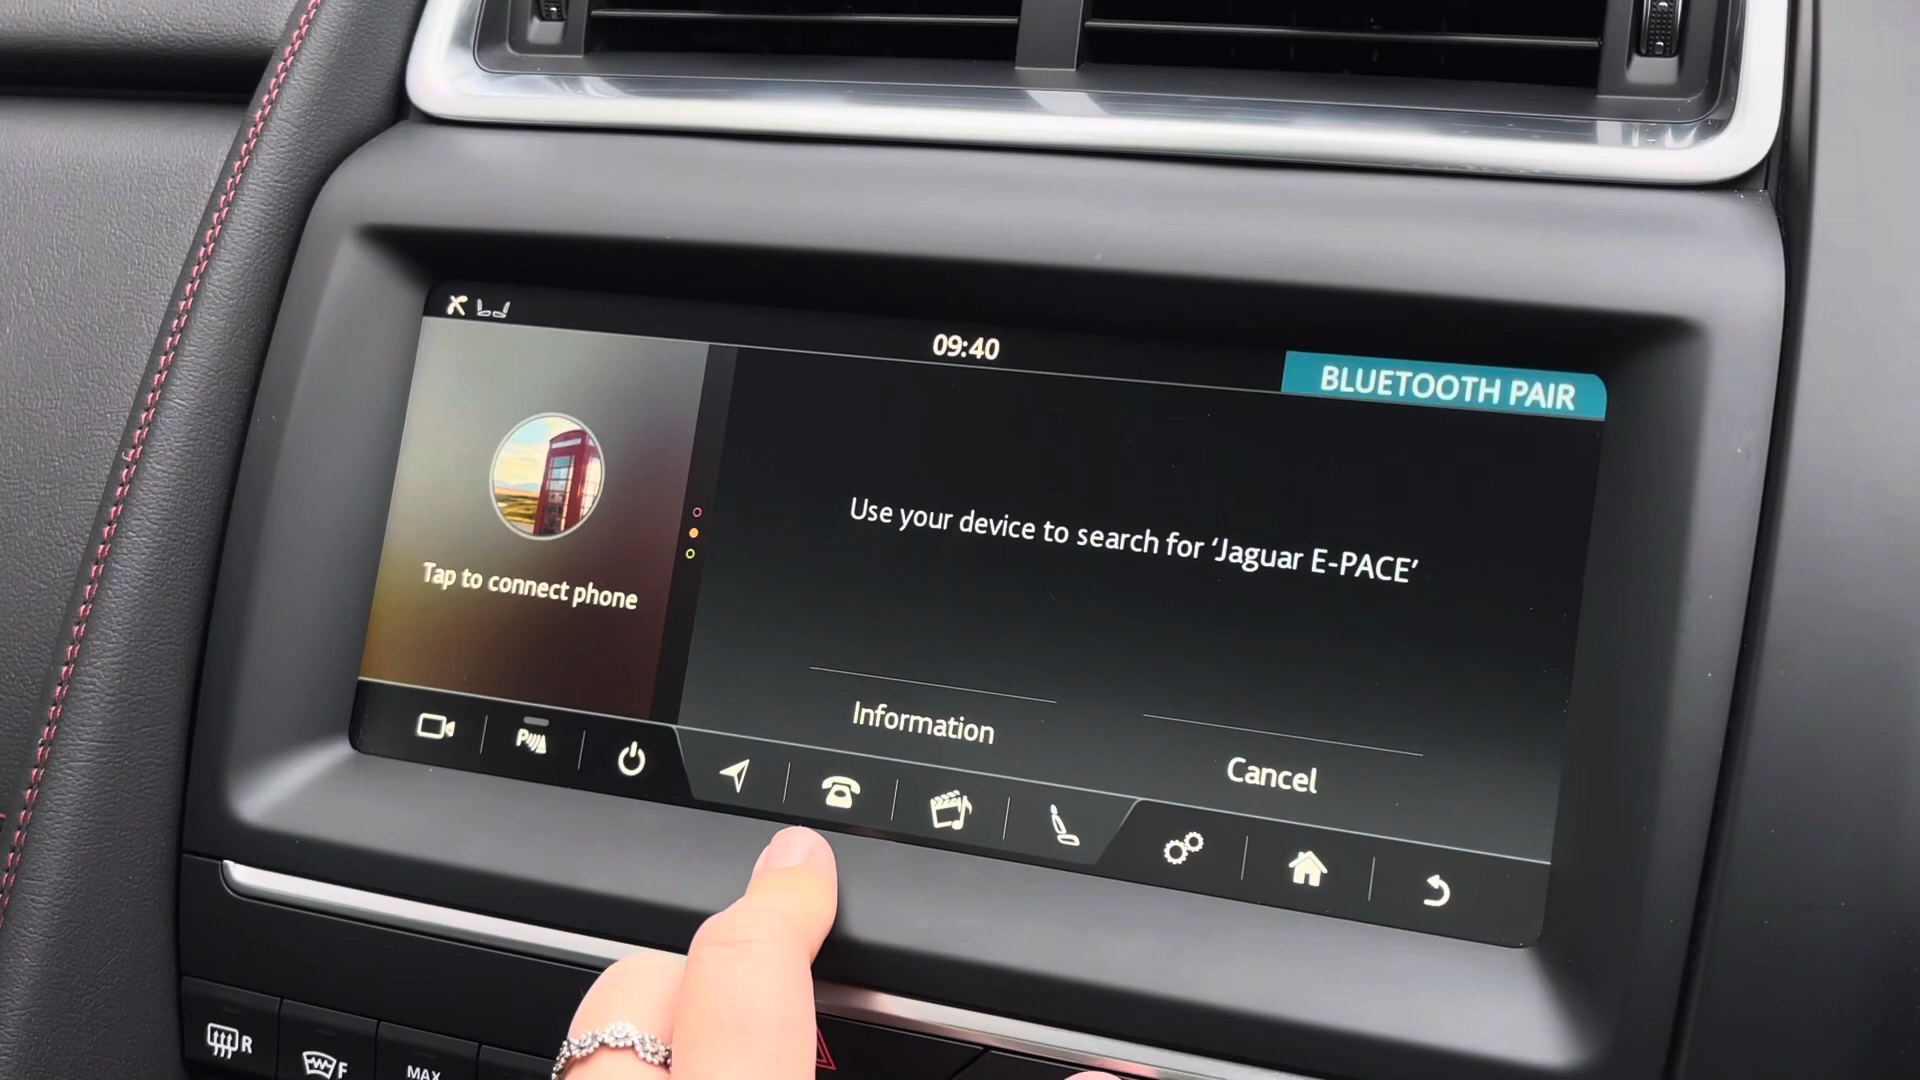 09:40
BLUETOOTH PAIR
Use your device to search for ‘Jaguar E-PACE’
Tap to connect phone
Information
Cancel
P
R
F
MAX